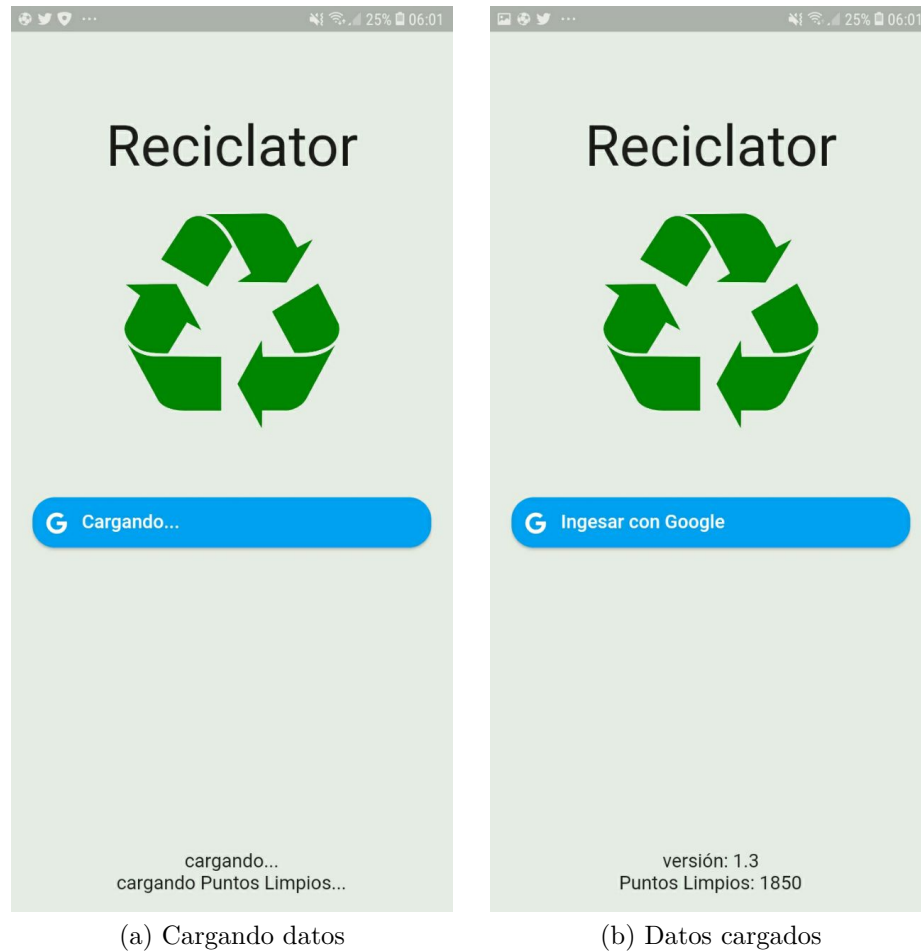 25% 06:01
Reciclator
G Cargando...
cargando...
cargando Puntos Limpios...
(a) Cargando datos
25% 06:01
Reciclator
G Ingesar con Google
versión: 1.3
Puntos Limpios: 1850
(b) Datos cargados